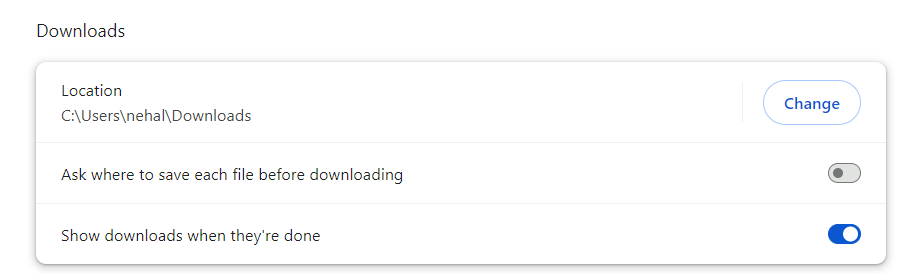 Downloads
Location
C:\Users\nehal\Downloads
Change
Ask where to save each file before downloading
Show downloads when they're done